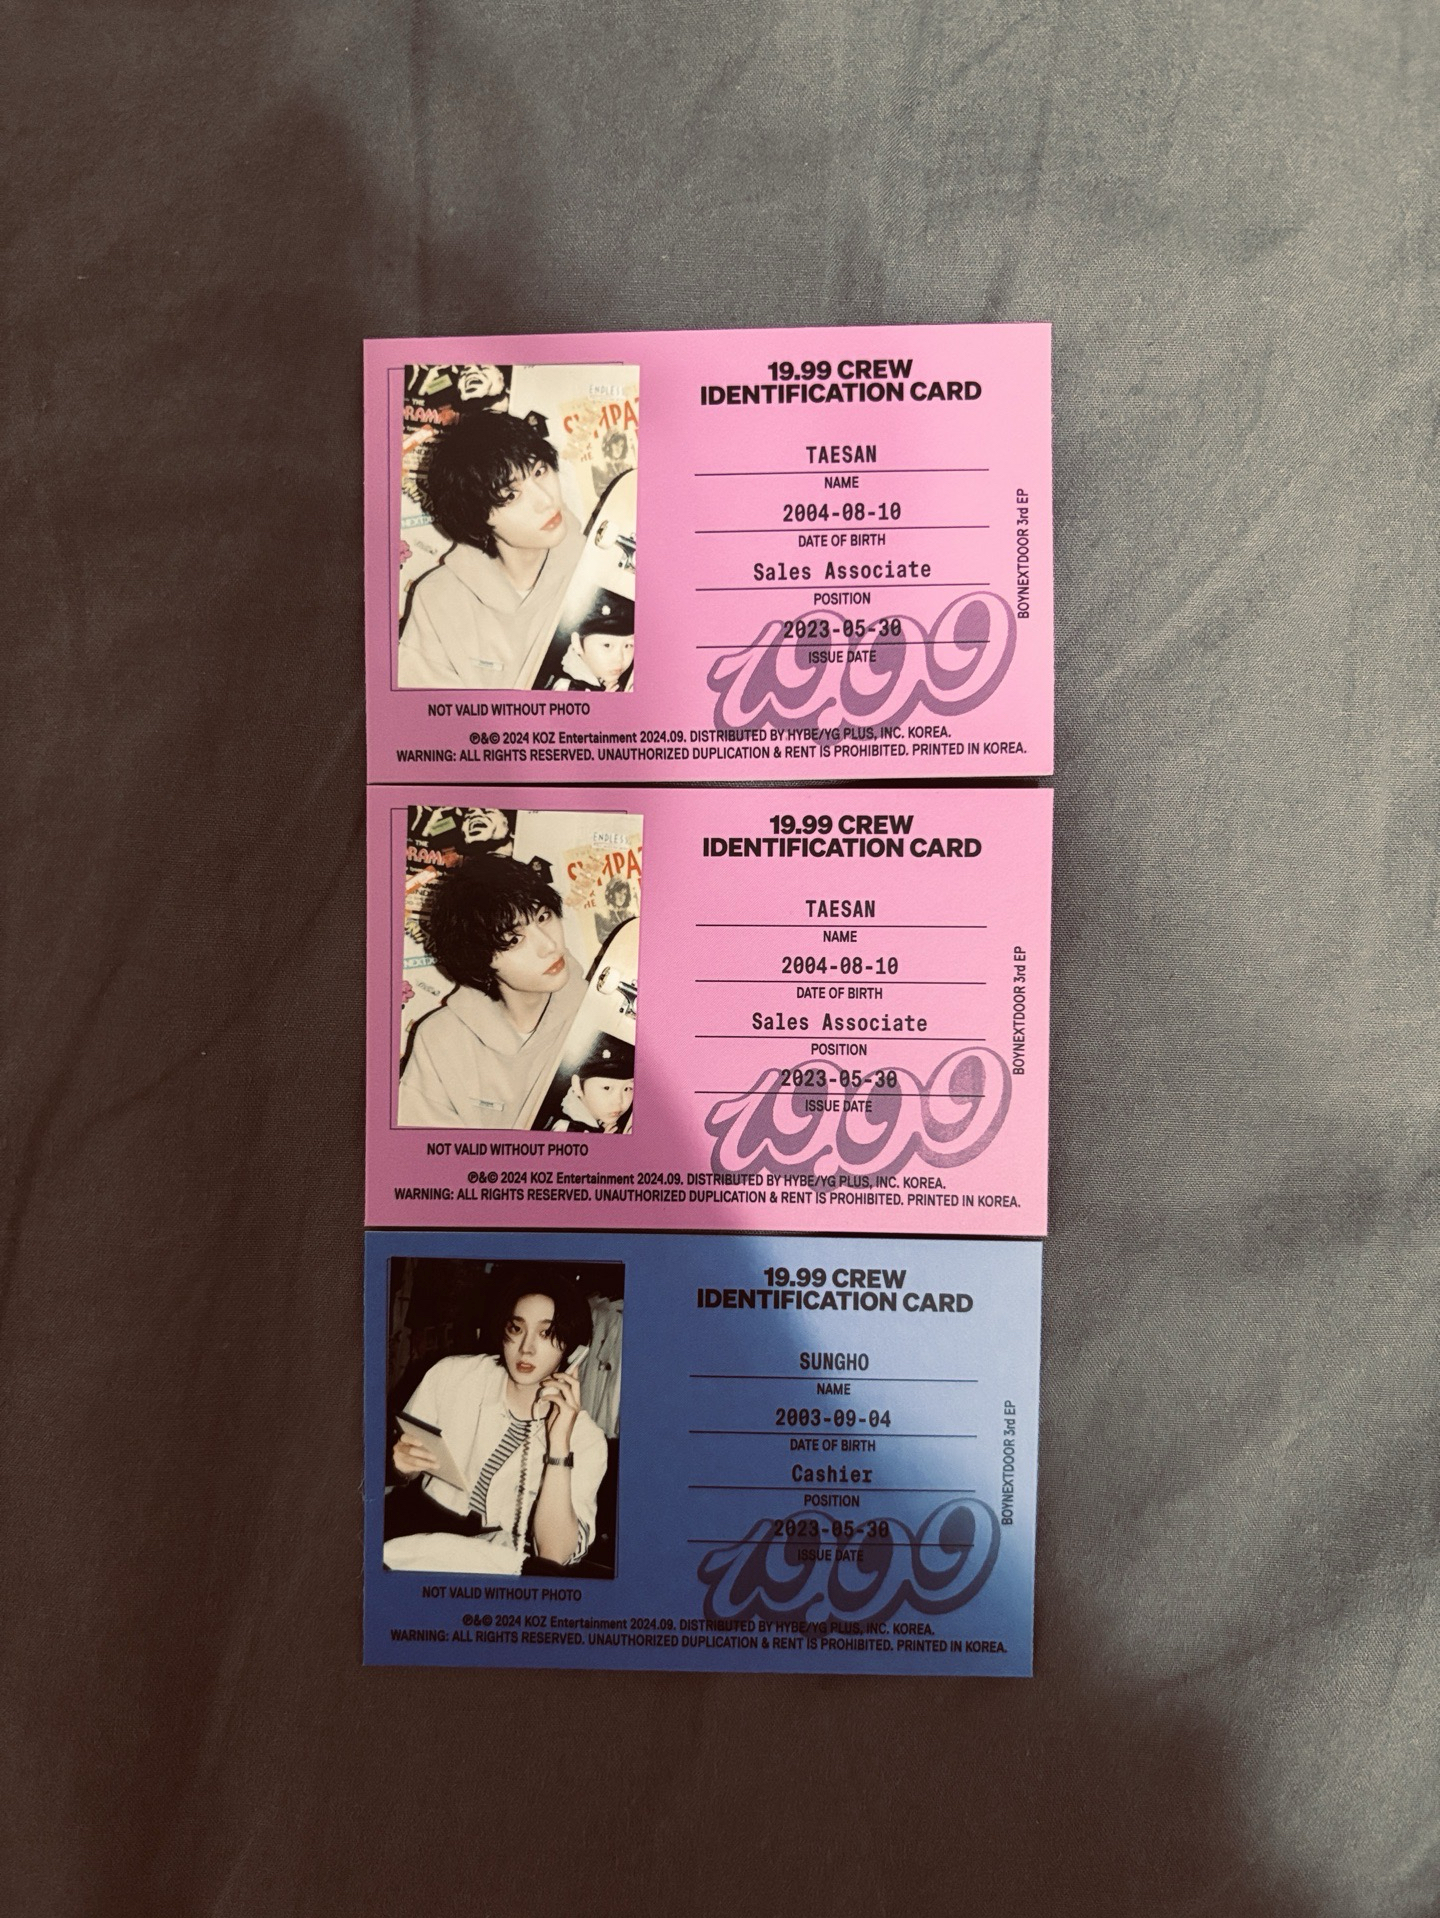 19.99 CREW
IDENTIFICATION CARD
TAESAN
NAME
2004-08-10
DATE OF BIRTH
Sales Associate
POSITION
2023-05-30
ISSUE DATE
19.99
BOYNEXTDOOR 3rd EP
THE
ENDLESS
NOT VALID WITHOUT PHOTO
℗&© 2024 KOZ Entertainment 2024.09. DISTRIBUTED BY HYBE/YG PLUS, INC. KOREA.
WARNING: ALL RIGHTS RESERVED. UNAUTHORIZED DUPLICATION & RENT IS PROHIBITED. PRINTED IN KOREA.
19.99 CREW
IDENTIFICATION CARD
TAESAN
NAME
2004-08-10
DATE OF BIRTH
Sales Associate
POSITION
2023-05-30
ISSUE DATE
19.99
BOYNEXTDOOR 3rd EP
THE
ENDLESS
NOT VALID WITHOUT PHOTO
℗&© 2024 KOZ Entertainment 2024.09. DISTRIBUTED BY HYBE/YG PLUS, INC. KOREA.
WARNING: ALL RIGHTS RESERVED. UNAUTHORIZED DUPLICATION & RENT IS PROHIBITED. PRINTED IN KOREA.
19.99 CREW
IDENTIFICATION CARD
SUNGHO
NAME
2003-09-04
DATE OF BIRTH
Cashier
POSITION
2023-05-30
ISSUE DATE
19.99
BOYNEXTDOOR 3rd EP
NOT VALID WITHOUT PHOTO
℗&© 2024 KOZ Entertainment 2024.09. DISTRIBUTED BY HYBE/YG PLUS, INC. KOREA.
WARNING: ALL RIGHTS RESERVED. UNAUTHORIZED DUPLICATION & RENT IS PROHIBITED. PRINTED IN KOREA.